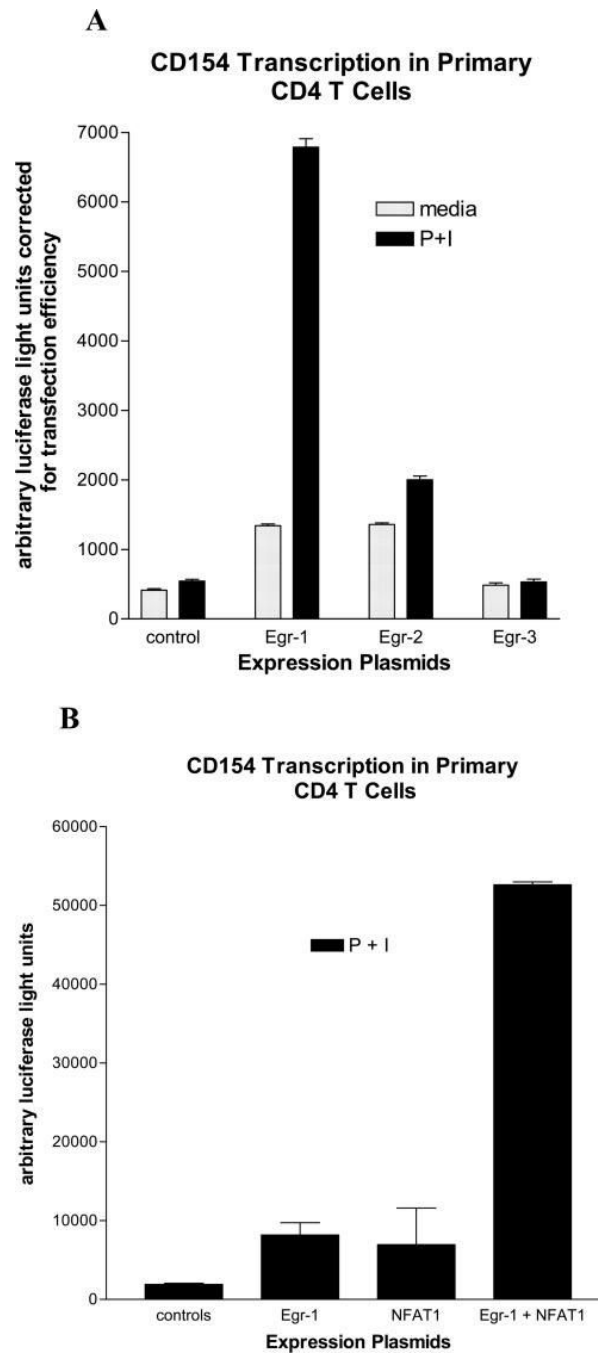 A
CD154 Transcription in Primary
CD4 T Cells
arbitrary luciferase light units corrected
for transfection efficiency
7000
6000
5000
4000
3000
2000
1000
0
media
P+I
control
Egr-1
Egr-2
Egr-3
Expression Plasmids
B
CD154 Transcription in Primary
CD4 T Cells
arbitrary luciferase light units
60000
50000
40000
30000
20000
10000
0
P + I
controls
Egr-1
NFAT1
Egr-1 + NFAT1
Expression Plasmids